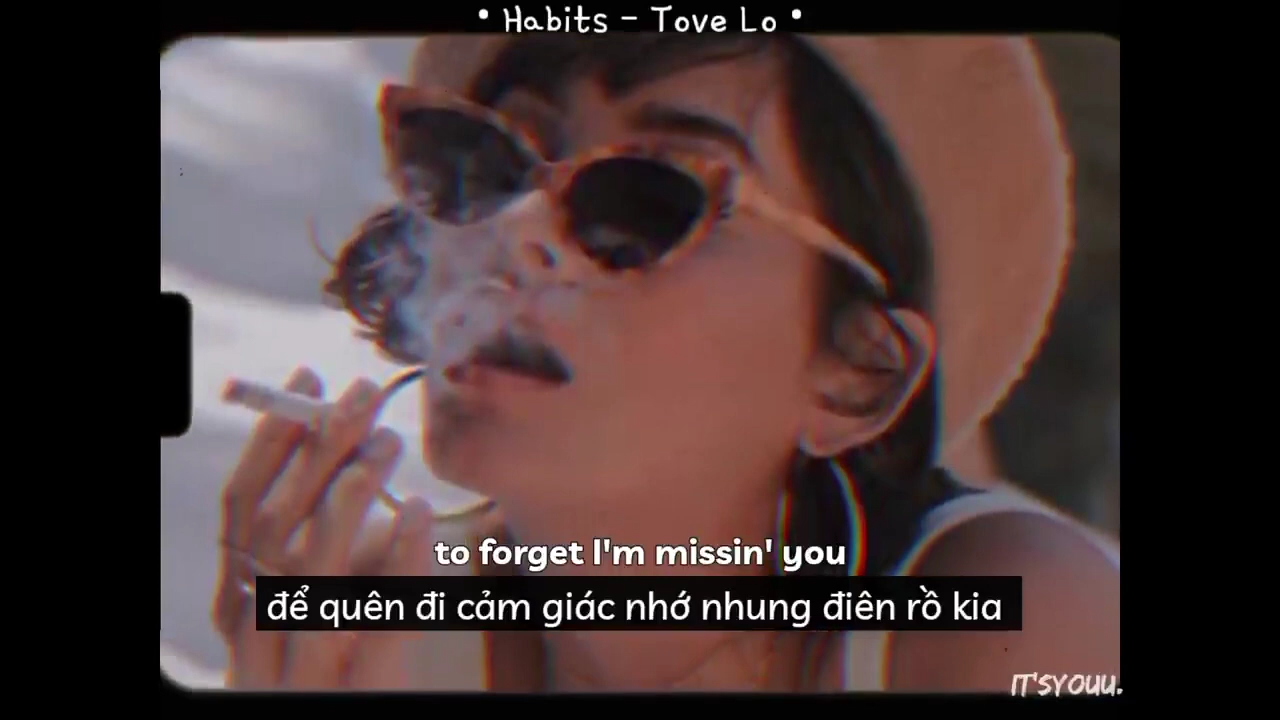 • Habits - Tove Lo •
to forget I'm missin' you
để quên đi cảm giác nhớ nhung điên rồ kia
IT'SYOUU.